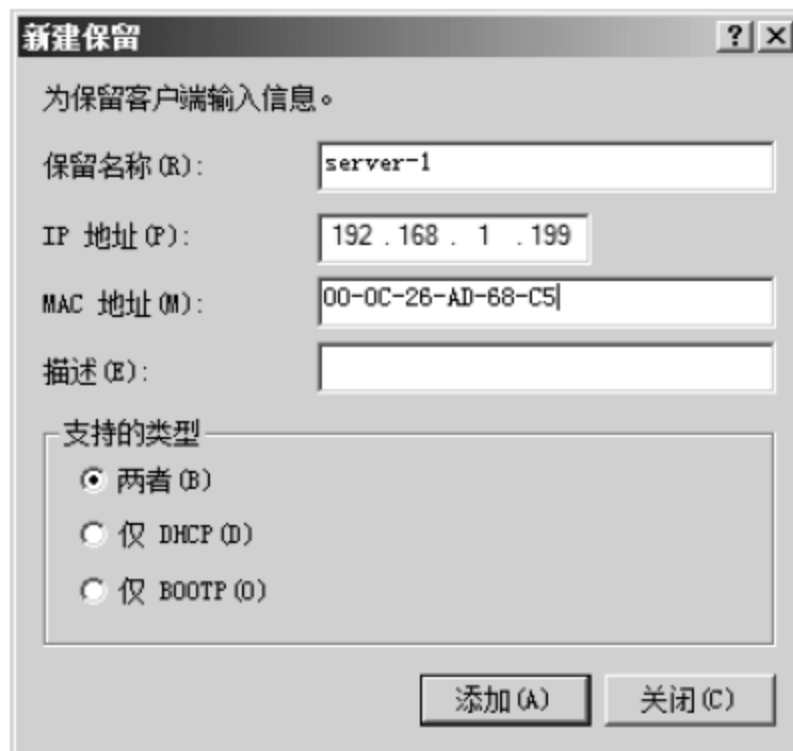 新建保留
为保留客户端输入信息。
保留名称(R): server-1
IP 地址(P): 192 .168 . 1 .199
MAC 地址(M): 00-0C-26-AD-68-C5
描述(E):
支持的类型
两者(B)
仅 DHCP(D)
仅 BOOTP(O)
添加(A) 关闭(C)